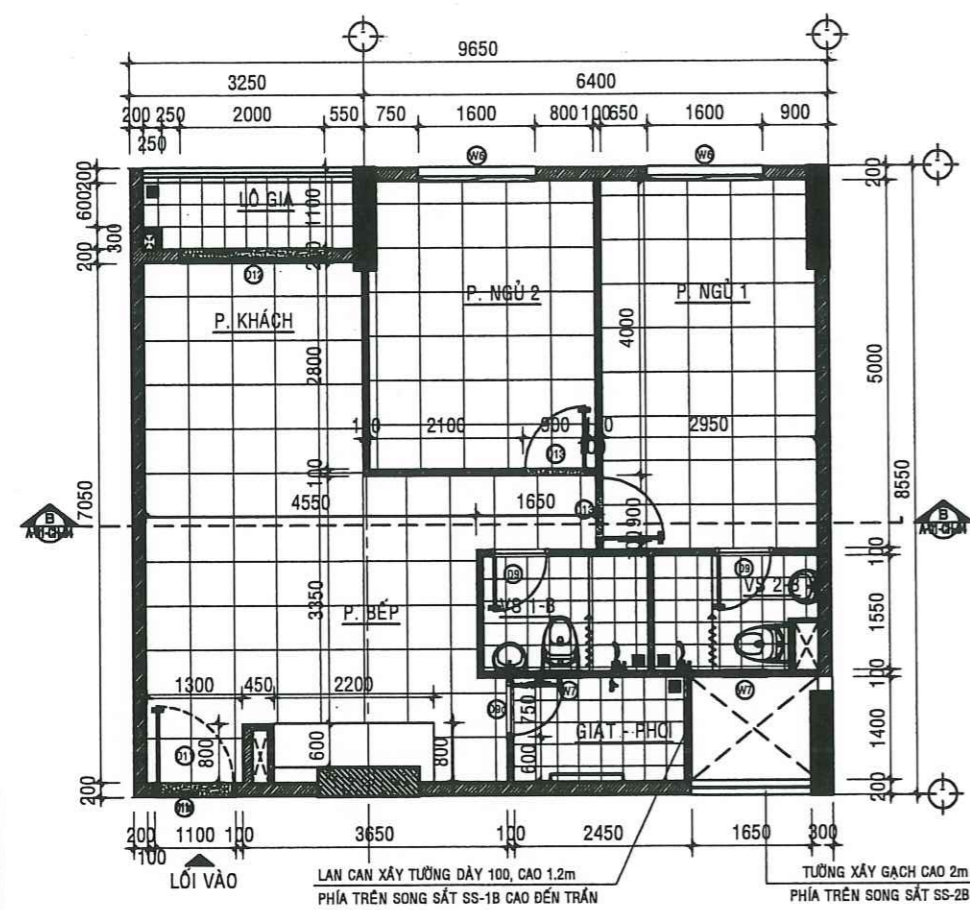 9650
3250 6400
200 250 2000 550 750 1600 800 100 650 1600 900
250
W6 W6
200
600
300
200
200
LÔ GIA
1100
D12
P. KHÁCH
P. NGỦ 2
P. NGỦ 1
4000
2800
5000
2100 900 2950
D13
100
7050
8550
4550 1650
D13
900
B B
100
D9 D9
VS 1-B
VS 2-B
3350
P. BẾP
1550
100
1300 450 2200
W7 W7
750
GIẶT - PHƠI
D1
800
600
800
600
1400
200
200
200 1100 100 3650 100 2450 1650 300
100
LỐI VÀO
LAN CAN XÂY TƯỜNG DÀY 100, CAO 1.2m
PHÍA TRÊN SONG SẮT SS-1B CAO ĐẾN TRẦN
TƯỜNG XÂY GẠCH CAO 2m
PHÍA TRÊN SONG SẮT SS-2B